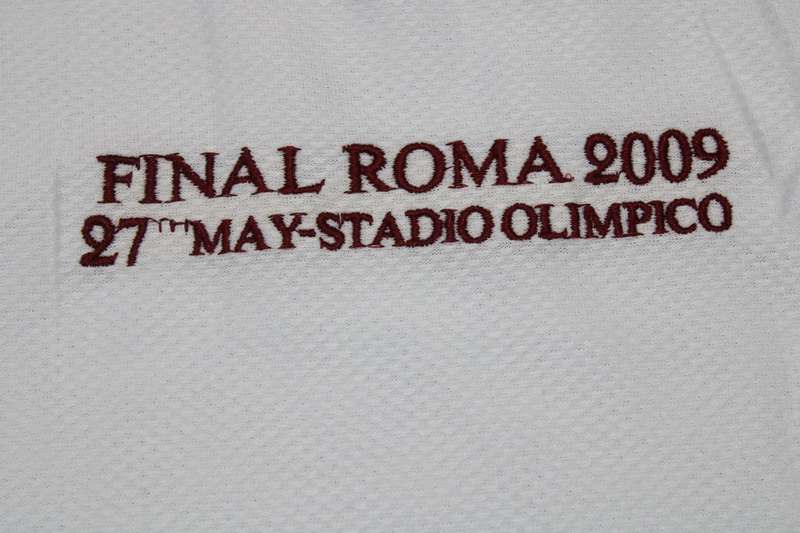 FINAL ROMA 2009
27TH MAY-STADIO OLIMPICO